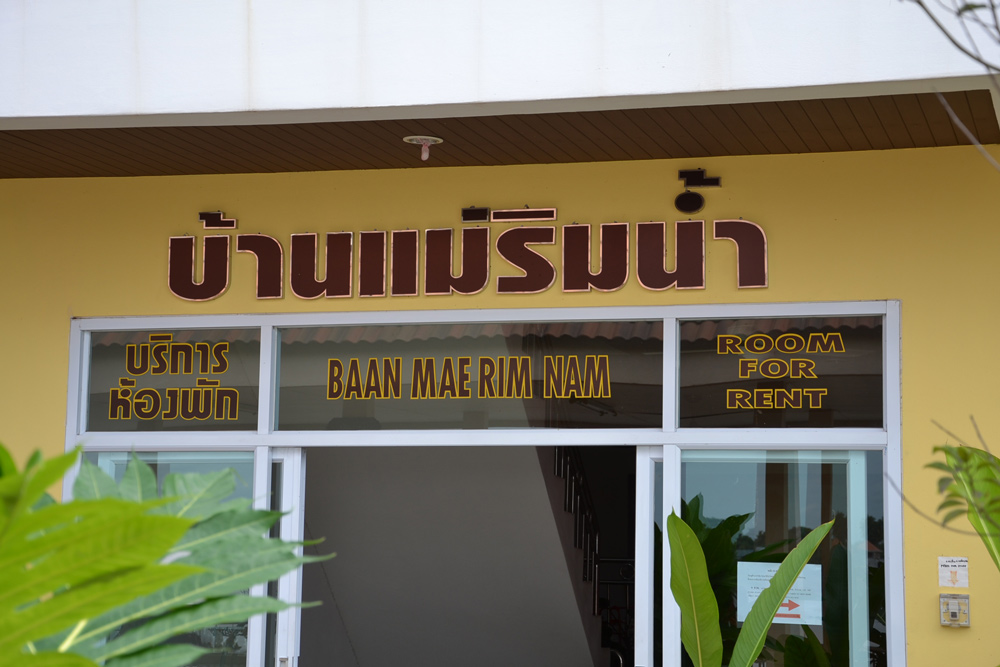 บ้านแม่ริมน้ำ
บริการ
ห้องพัก
BAAN MAE RIM NAM
ROOM
FOR
RENT